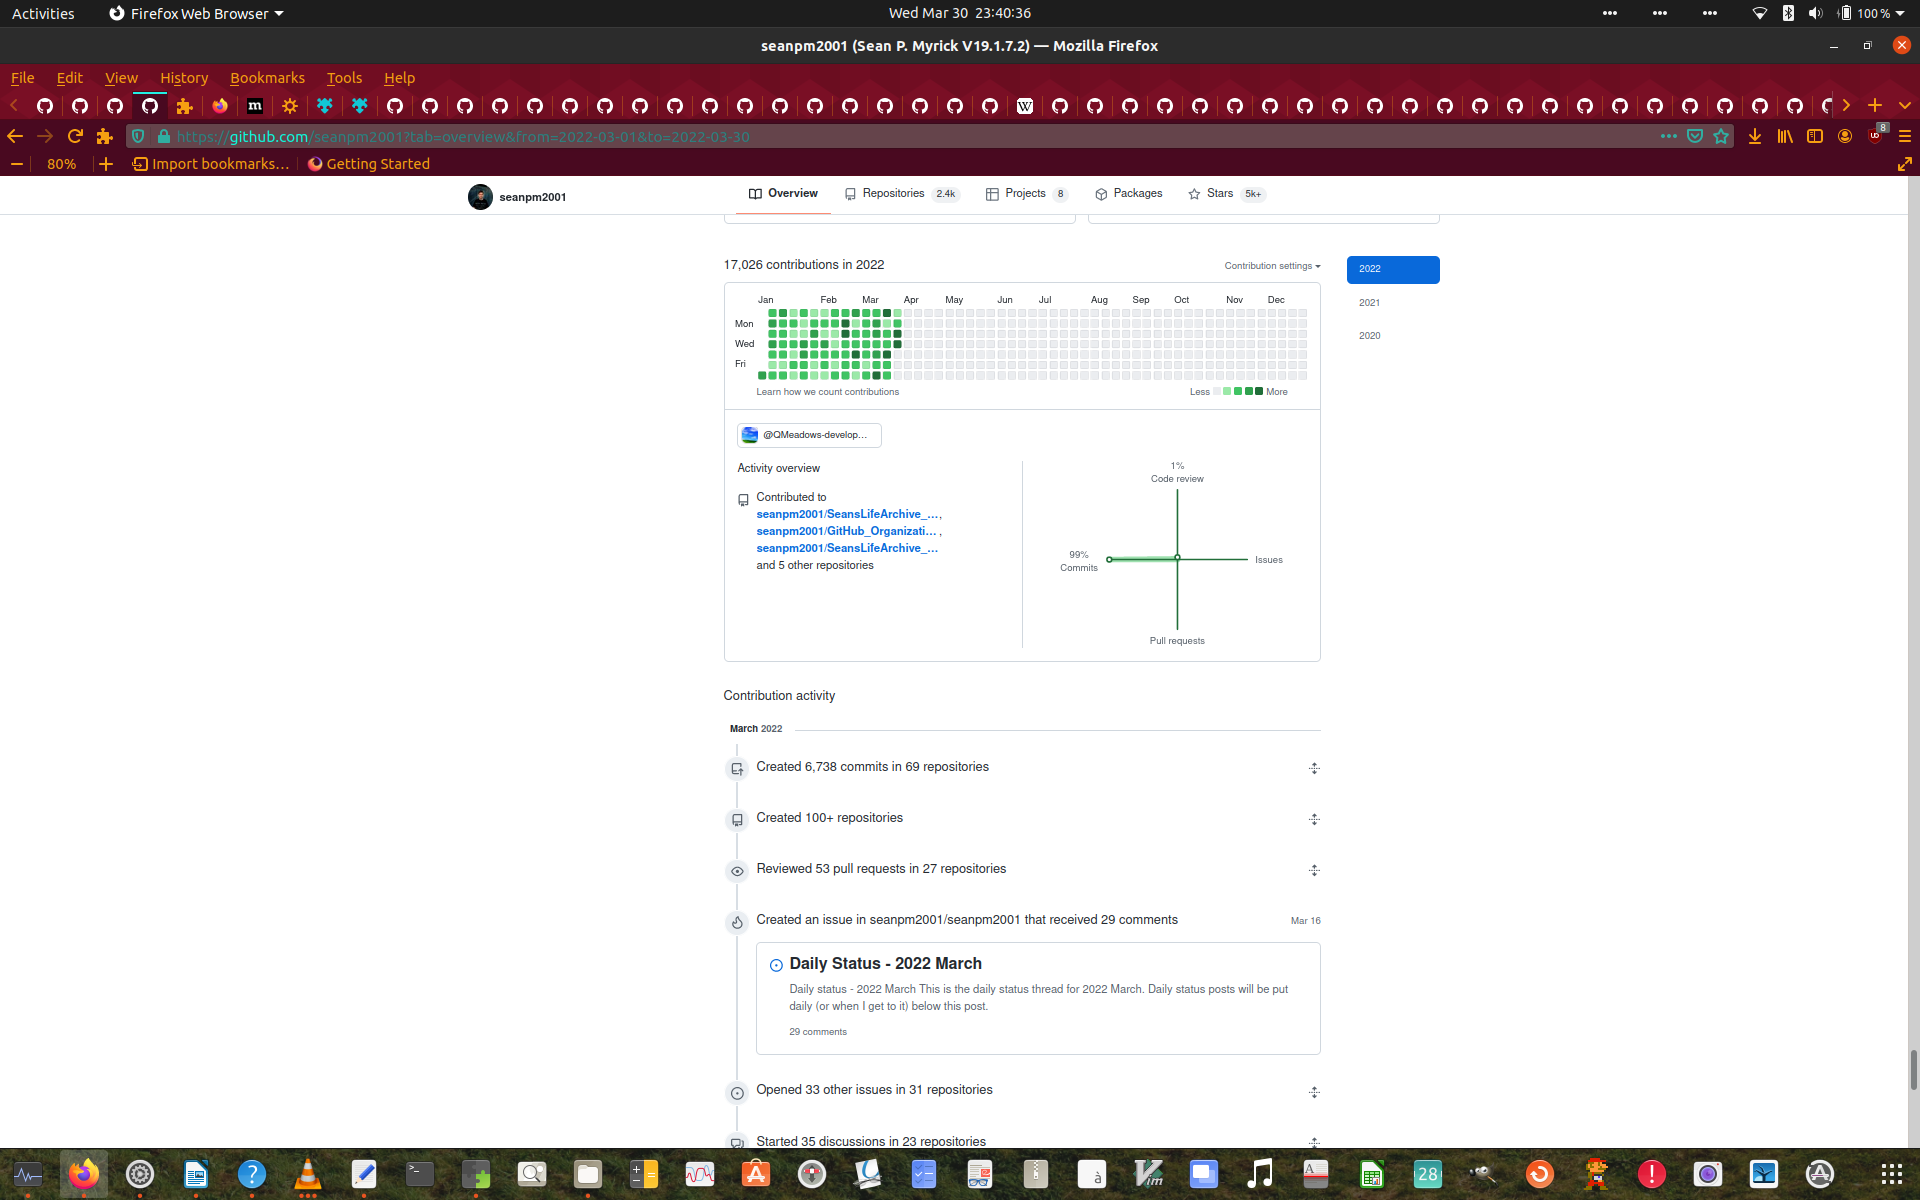 Activities
Firefox Web Browser
Wed Mar 30 23:40:36
100 %
seanpm2001 (Sean P. Myrick V19.1.7.2) — Mozilla Firefox
File Edit View History Bookmarks Tools Help
https://github.com/seanpm2001?tab=overview&from=2022-03-01&to=2022-03-30
8
80%
Import bookmarks...
Getting Started
seanpm2001
Overview Repositories 2.4k Projects 8 Packages Stars 5k+
17,026 contributions in 2022
Contribution settings
2022
2021
2020
Jan Feb Mar Apr May Jun Jul Aug Sep Oct Nov Dec
Mon
Wed
Fri
Learn how we count contributions
Less More
@QMeadows-develop...
Activity overview
Contributed to
seanpm2001/SeansLifeArchive_...,
seanpm2001/GitHub_Organizati... ,
seanpm2001/SeansLifeArchive_...
and 5 other repositories
1%
Code review
99%
Commits
Issues
Pull requests
Contribution activity
March 2022
Created 6,738 commits in 69 repositories
Created 100+ repositories
Reviewed 53 pull requests in 27 repositories
Created an issue in seanpm2001/seanpm2001 that received 29 comments
Mar 16
Daily Status - 2022 March
Daily status - 2022 March This is the daily status thread for 2022 March. Daily status posts will be put
daily (or when I get to it) below this post.
29 comments
Opened 33 other issues in 31 repositories
Started 35 discussions in 23 repositories
28